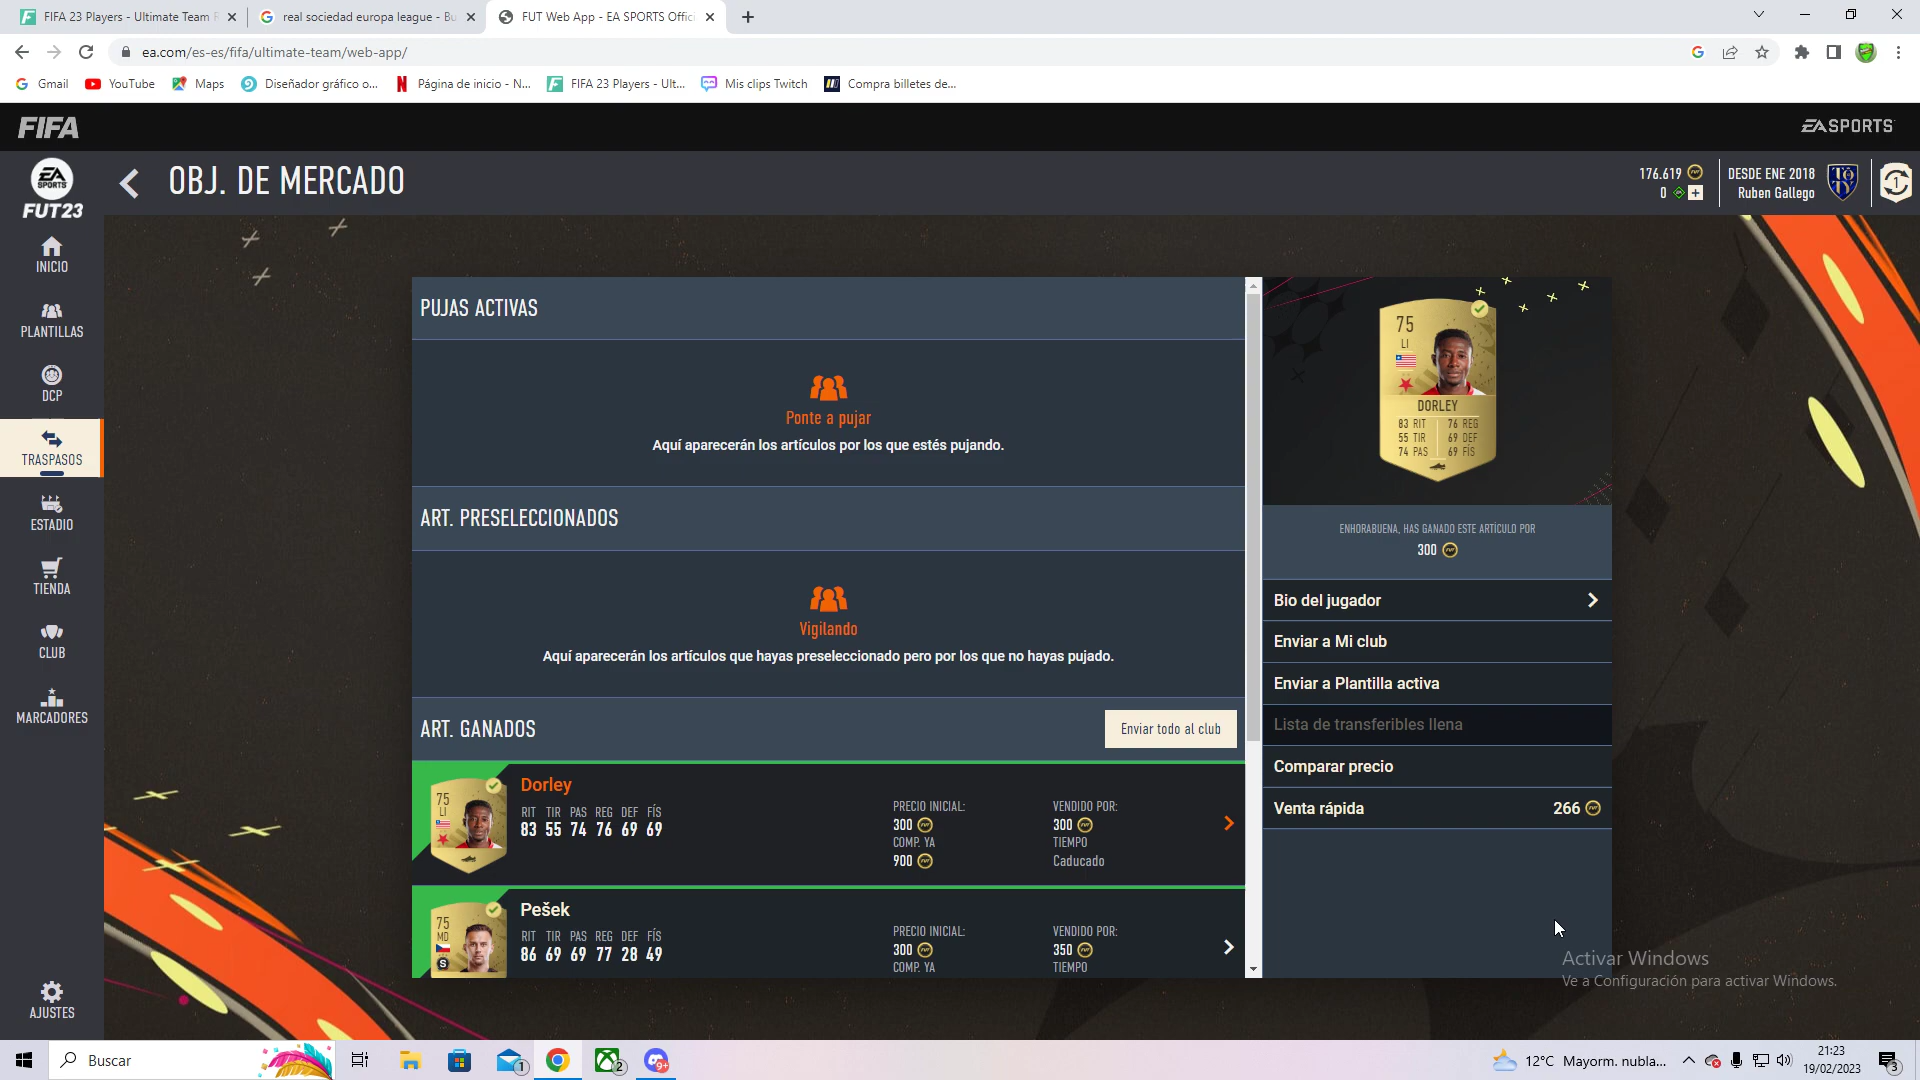 FIFA 23 Players - Ultimate Team F
real sociedad europa league - Bu
FUT Web App - EA SPORTS Offici
ea.com/es-es/fifa/ultimate-team/web-app/
Gmail
YouTube
Maps
Diseñador gráfico o...
Página de inicio - N...
FIFA 23 Players - Ult...
Mis clips Twitch
Compra billetes de...
FIFA
EA SPORTS
EA SPORTS
FUT23
OBJ. DE MERCADO
176.619
0
DESDE ENE 2018
Ruben Gallego
1
INICIO
PLANTILLAS
DCP
TRASPASOS
ESTADIO
TIENDA
CLUB
MARCADORES
AJUSTES
PUJAS ACTIVAS
Ponte a pujar
Aquí aparecerán los artículos por los que estés pujando.
ART. PRESELECCIONADOS
Vigilando
Aquí aparecerán los artículos que hayas preseleccionado pero por los que no hayas pujado.
ART. GANADOS
Enviar todo al club
75
LI
Dorley
RIT TIR PAS REG DEF FÍS
83 55 74 76 69 69
PRECIO INICIAL:
300
COMP. YA
900
VENDIDO POR:
300
TIEMPO
Caducado
75
MD
S
Pešek
RIT TIR PAS REG DEF FÍS
86 69 69 77 28 49
PRECIO INICIAL:
300
COMP. YA
VENDIDO POR:
350
TIEMPO
75
LI
DORLEY
83 RIT 76 REG
55 TIR 69 DEF
74 PAS 69 FÍS
ENHORABUENA, HAS GANADO ESTE ARTÍCULO POR
300
Bio del jugador
Enviar a Mi club
Enviar a Plantilla activa
Lista de transferibles llena
Comparar precio
Venta rápida 266
Activar Windows
Ve a Configuración para activar Windows.
Buscar
1
2
9+
12°C Mayorm. nubla...
21:23
19/02/2023
3